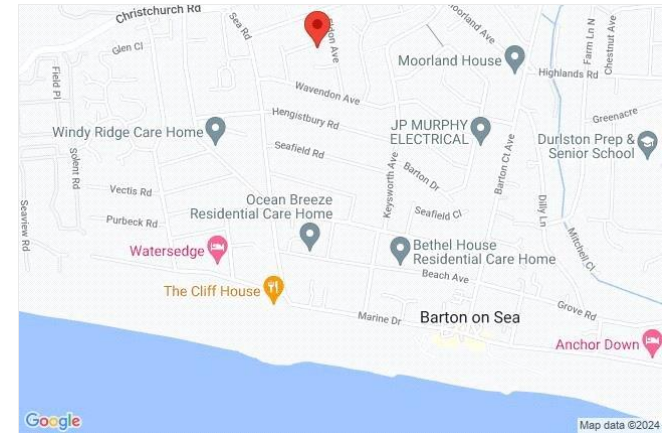 Christchurch Rd
Sea Rd
Glen Cl
Field Pl
Moorland Ave
Moorland House
Farm Ln N
Chestnut Ave
Highlands Rd
Wavendon Ave
Hengistbury Rd
Windy Ridge Care Home
JP MURPHY
ELECTRICAL
Greenacre
Durlston Prep &
Senior School
Seafield Rd
Solent Rd
Barton Dr
Barton Ct Ave
Keysworth Ave
Vectis Rd
Ocean Breeze
Residential Care Home
Seafield Cl
Dilly Ln
Seaview Rd
Purbeck Rd
Watersedge
Bethel House
Residential Care Home
Mitchell Cl
Beach Ave
The Cliff House
Grove Rd
Marine Dr
Barton on Sea
Anchor Down
Google
Map data ©2024